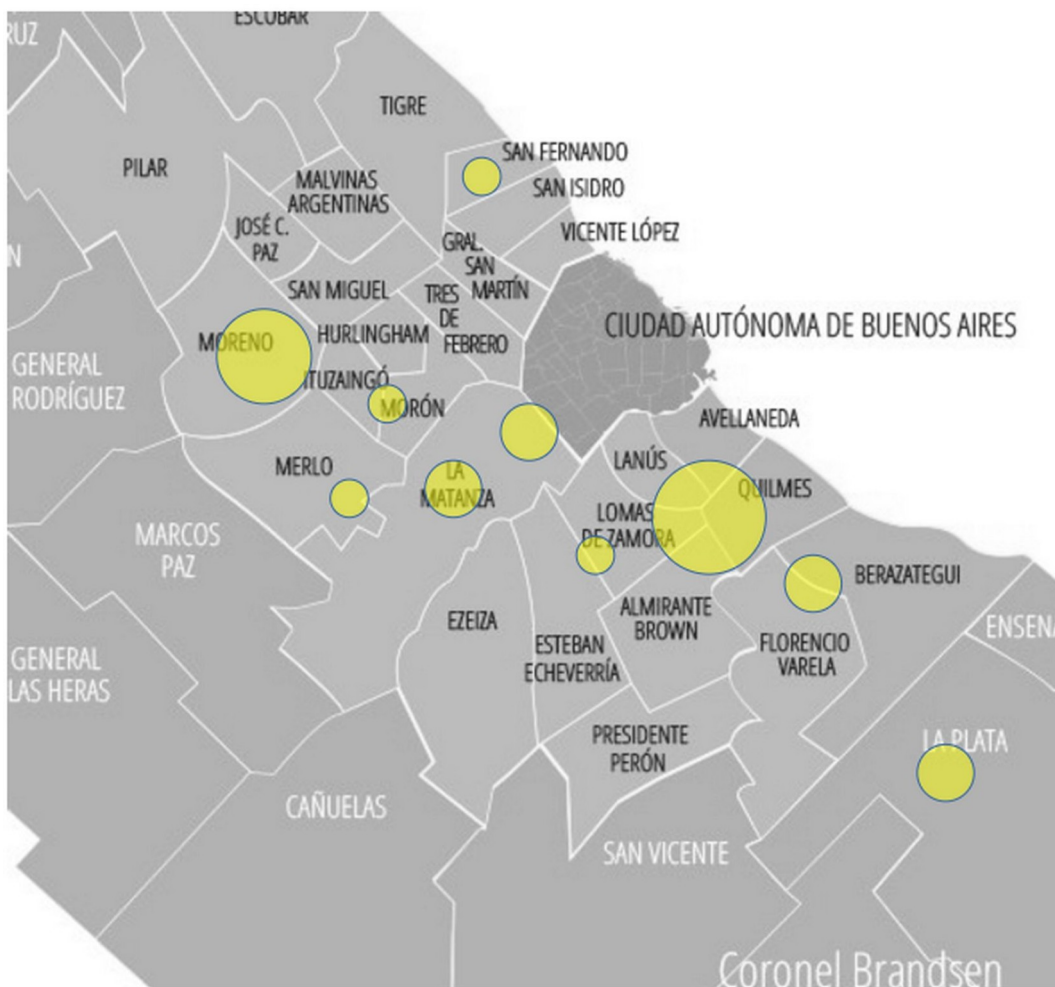 ESCOBAR
RUZ
TIGRE
SAN FERNANDO
PILAR
MALVINAS
ARGENTINAS
SAN ISIDRO
JOSÉ C.
PAZ
VICENTE LÓPEZ
GRAL.
SAN
MARTÍN
N
SAN MIGUEL
TRES
DE
FEBRERO
HURLINGHAM
CIUDAD AUTÓNOMA DE BUENOS AIRES
MORENO
GENERAL
RODRÍGUEZ
ITUZAINGÓ
MORÓN
AVELLANEDA
MERLO
LA
MATANZA
LANÚS
QUILMES
LOMAS
DE ZAMORA
MARCOS
PAZ
BERAZATEGUI
EZEIZA
ALMIRANTE
BROWN
ESTEBAN
ECHEVERRÍA
FLORENCIO
VARELA
ENSENA
GENERAL
LAS HERAS
PRESIDENTE
PERÓN
LA PLATA
CAÑUELAS
SAN VICENTE
Coronel Brandsen